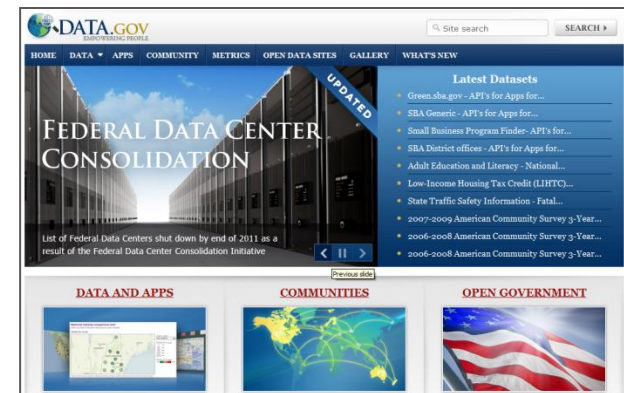 DATA.GOV
EMPOWERING PEOPLE
Site search
SEARCH
HOME DATA APPS COMMUNITY METRICS OPEN DATA SITES GALLERY WHAT'S NEW
UPDATED
FEDERAL DATA CENTER
CONSOLIDATION
List of Federal Data Centers shut down by end of 2011 as a
result of the Federal Data Center Consolidation Initiative
Previous slide
Latest Datasets
Green.sba.gov - API's for Apps for...
SBA Generic - API's for Apps for...
Small Business Program Finder- API's for...
SBA District offices - API's for Apps for...
Adult Education and Literacy - National...
Low-Income Housing Tax Credit (LIHTC)...
State Traffic Safety Information - Fatal...
2007-2009 American Community Survey 3-Year...
2006-2008 American Community Survey 3-Year...
2006-2008 American Community Survey 3-Year...
DATA AND APPS
COMMUNITIES
OPEN GOVERNMENT